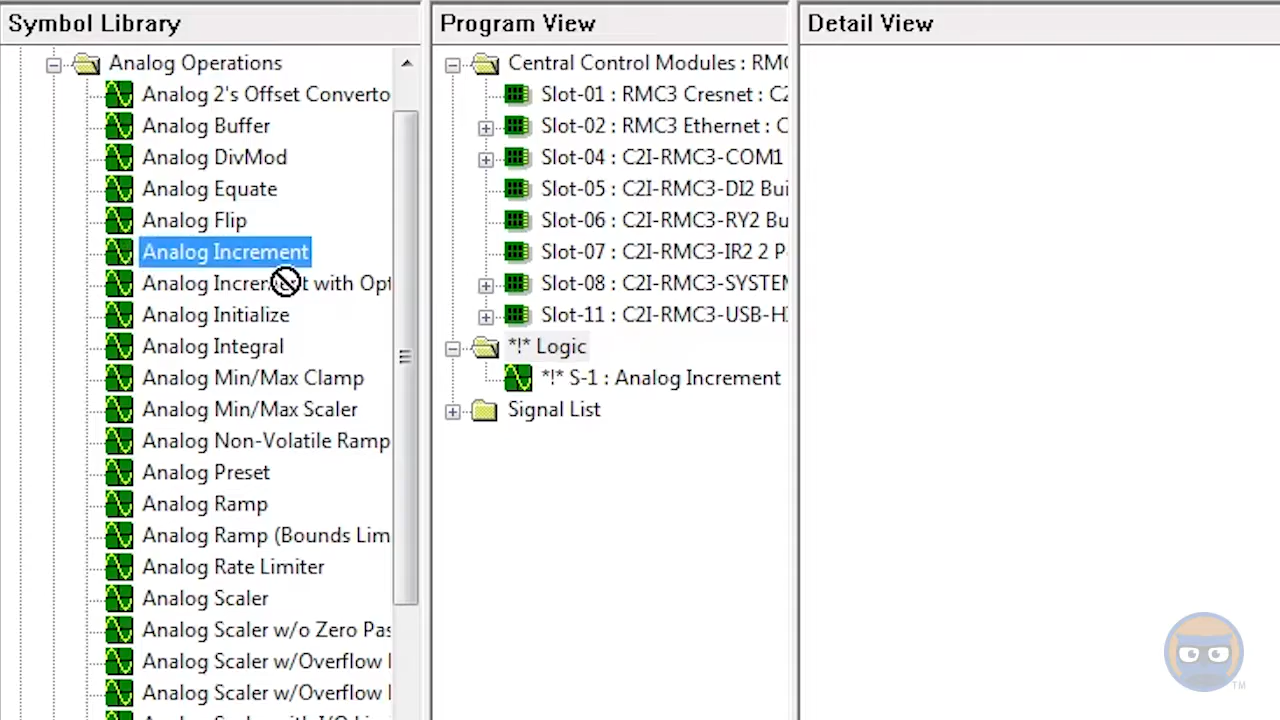 Symbol Library
Analog Operations
Analog 2's Offset Converto
Analog Buffer
Analog DivMod
Analog Equate
Analog Flip
Analog Increment
Analog Increment with Opt
Analog Initialize
Analog Integral
Analog Min/Max Clamp
Analog Min/Max Scaler
Analog Non-Volatile Ramp
Analog Preset
Analog Ramp
Analog Ramp (Bounds Lim
Analog Rate Limiter
Analog Scaler
Analog Scaler w/o Zero Pas
Analog Scaler w/Overflow
Analog Scaler w/Overflow
Program View
Central Control Modules : RMC
Slot-01 : RMC3 Cresnet : C2
Slot-02 : RMC3 Ethernet : C
Slot-04 : C2I-RMC3-COM1
Slot-05 : C2I-RMC3-DI2 Bui
Slot-06 : C2I-RMC3-RY2 Bu
Slot-07 : C2I-RMC3-IR2 2 P
Slot-08 : C2I-RMC3-SYSTEM
Slot-11 : C2I-RMC3-USB-HI
*!* Logic
*!* S-1 : Analog Increment
Signal List
Detail View
TM